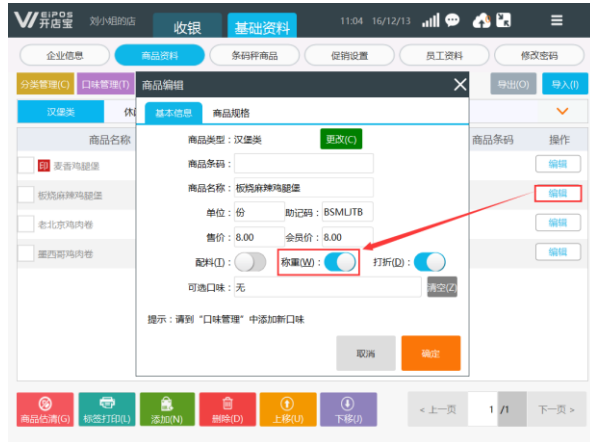 EIPOS
开店宝
刘小姐的店
收银
基础资料
11:04 16/12/13
企业信息
商品资料
条码秤商品
促销设置
员工资料
修改密码
分类管理(C)
口味管理(T)
商品编辑
导出(O)
导入(I)
汉堡类
基本信息
商品规格
商品名称
商品类型：汉堡类
更改(C)
商品条码
操作
印
麦香鸡腿堡
商品条码：
编辑
板烧麻辣鸡腿堡
商品名称：板烧麻辣鸡腿堡
编辑
单位：份
助记码：BSMLJTB
老北京鸡肉卷
编辑
售价：8.00
会员价：8.00
墨西哥鸡肉卷
配料(I)：
称重(W)：
打折(D)：
编辑
可选口味：无
清空(Z)
提示：请到“口味管理”中添加新口味
取消
确定
商品估清(G)
标签打印(L)
添加(N)
删除(D)
上移(U)
下移(J)
< 上一页
1 /1
下一页 >